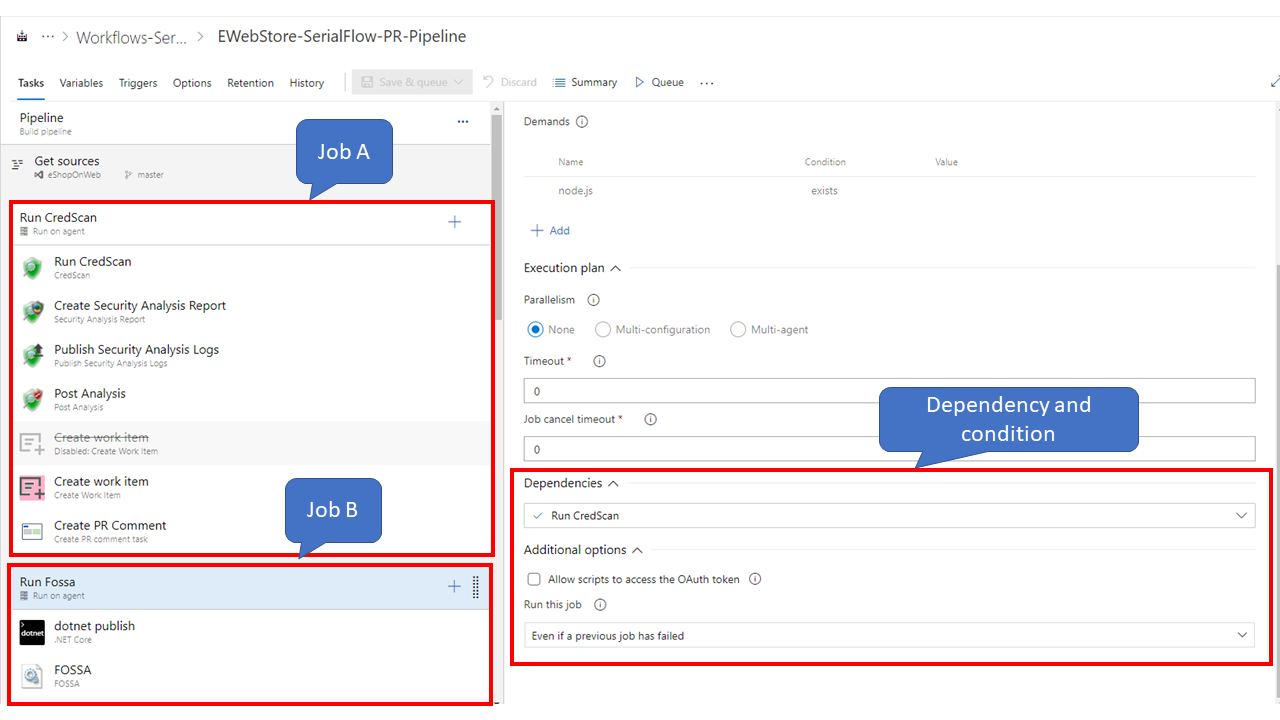 ... > Workflows-Ser... > EWebStore-SerialFlow-PR-Pipeline
Tasks Variables Triggers Options Retention History Save & queue Discard Summary Queue ...
Pipeline ...
Build pipeline
Get sources
eShopOnWeb master
Job A
Run CredScan +
Run on agent
Run CredScan
CredScan
Create Security Analysis Report
Security Analysis Report
Publish Security Analysis Logs
Publish Security Analysis Logs
Post Analysis
Post Analysis
Create work item
Disabled: Create Work Item
Create work item
Create Work Item
Create PR Comment
Create PR comment task
Job B
Run Fossa +
Run on agent
dotnet
dotnet publish
.NET Core
FOSSA
FOSSA
Demands
Name Condition Value
node.js exists
+ Add
Execution plan
Parallelism
None Multi-configuration Multi-agent
Timeout *
0
Job cancel timeout *
0
Dependency and
condition
Dependencies
Run CredScan
Additional options
Allow scripts to access the OAuth token
Run this job
Even if a previous job has failed